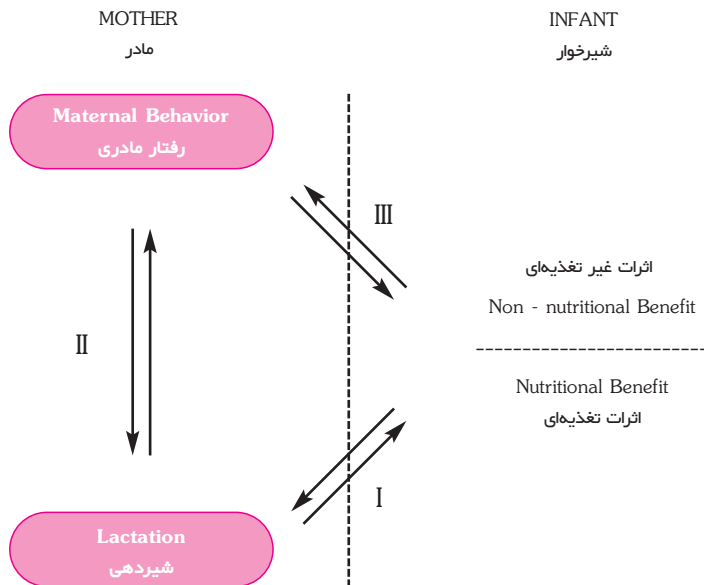 MOTHER
مادر
INFANT
شیرخوار
Maternal Behavior
رفتار مادری
III
اثرات غیر تغذیه‌ای
Non - nutritional Benefit
II
Nutritional Benefit
اثرات تغذیه‌ای
I
Lactation
شیردهی